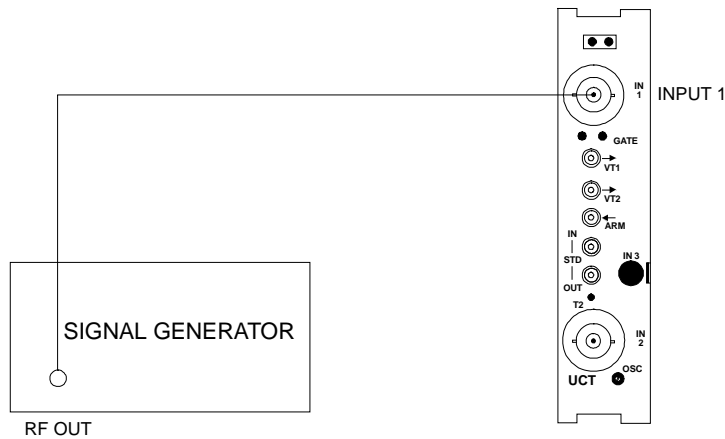 IN
1
INPUT 1
GATE
VT1
VT2
ARM
IN
STD
IN 3
OUT
T2
SIGNAL GENERATOR
IN
2
OSC
UCT
RF OUT